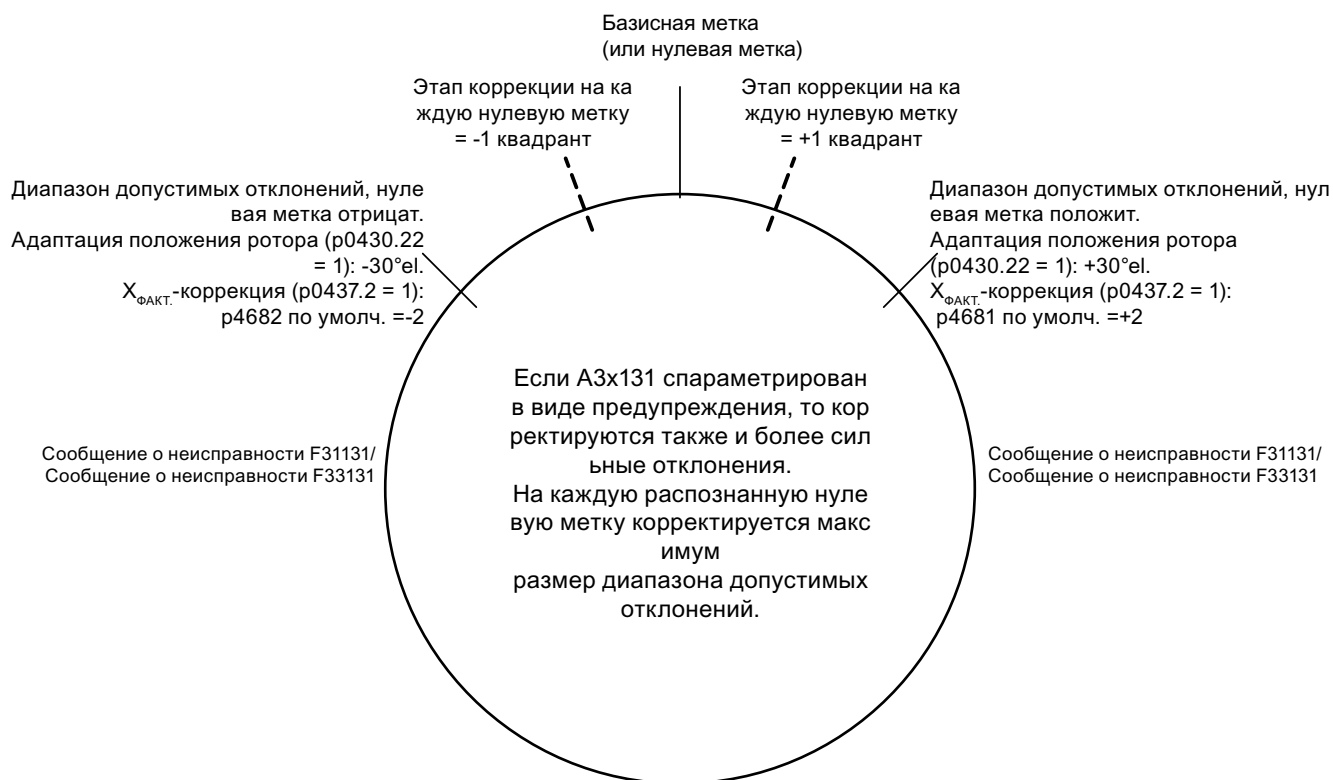 Базисная метка
(или нулевая метка)
Этап коррекции на ка
ждую нулевую метку
= -1 квадрант
Этап коррекции на ка
ждую нулевую метку
= +1 квадрант
Диапазон допустимых отклонений, нуле
вая метка отрицат.
Адаптация положения ротора (p0430.22
= 1): -30°el.
XФАКТ.-коррекция (p0437.2 = 1):
p4682 по умолч. =-2
Диапазон допустимых отклонений, нул
евая метка положит.
Адаптация положения ротора
(p0430.22 = 1): +30°el.
XФАКТ.-коррекция (p0437.2 = 1):
p4681 по умолч. =+2
Если A3x131 спараметрирован
в виде предупреждения, то кор
ректируются также и более сил
ьные отклонения.
На каждую распознанную нуле
вую метку корректируется макс
имум
размер диапазона допустимых
отклонений.
Сообщение о неисправности F31131/
Сообщение о неисправности F33131
Сообщение о неисправности F31131/
Сообщение о неисправности F33131